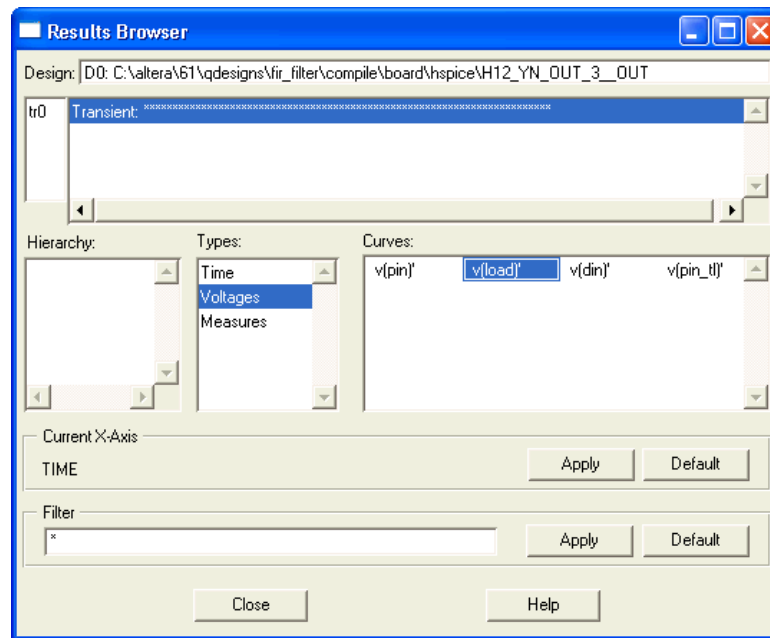 Results Browser
Design: D0: C:\altera\61\qdesigns\fir_filter\compile\board\hspice\H12_YN_OUT_3__OUT
tr0 Transient: ************************************************************************
Hierarchy: Types: Curves:
Time v(pin)' v(load)' v(din)' v(pin_tl)'
Voltages
Measures
Current X-Axis
TIME Apply Default
Filter
* Apply Default
Close Help